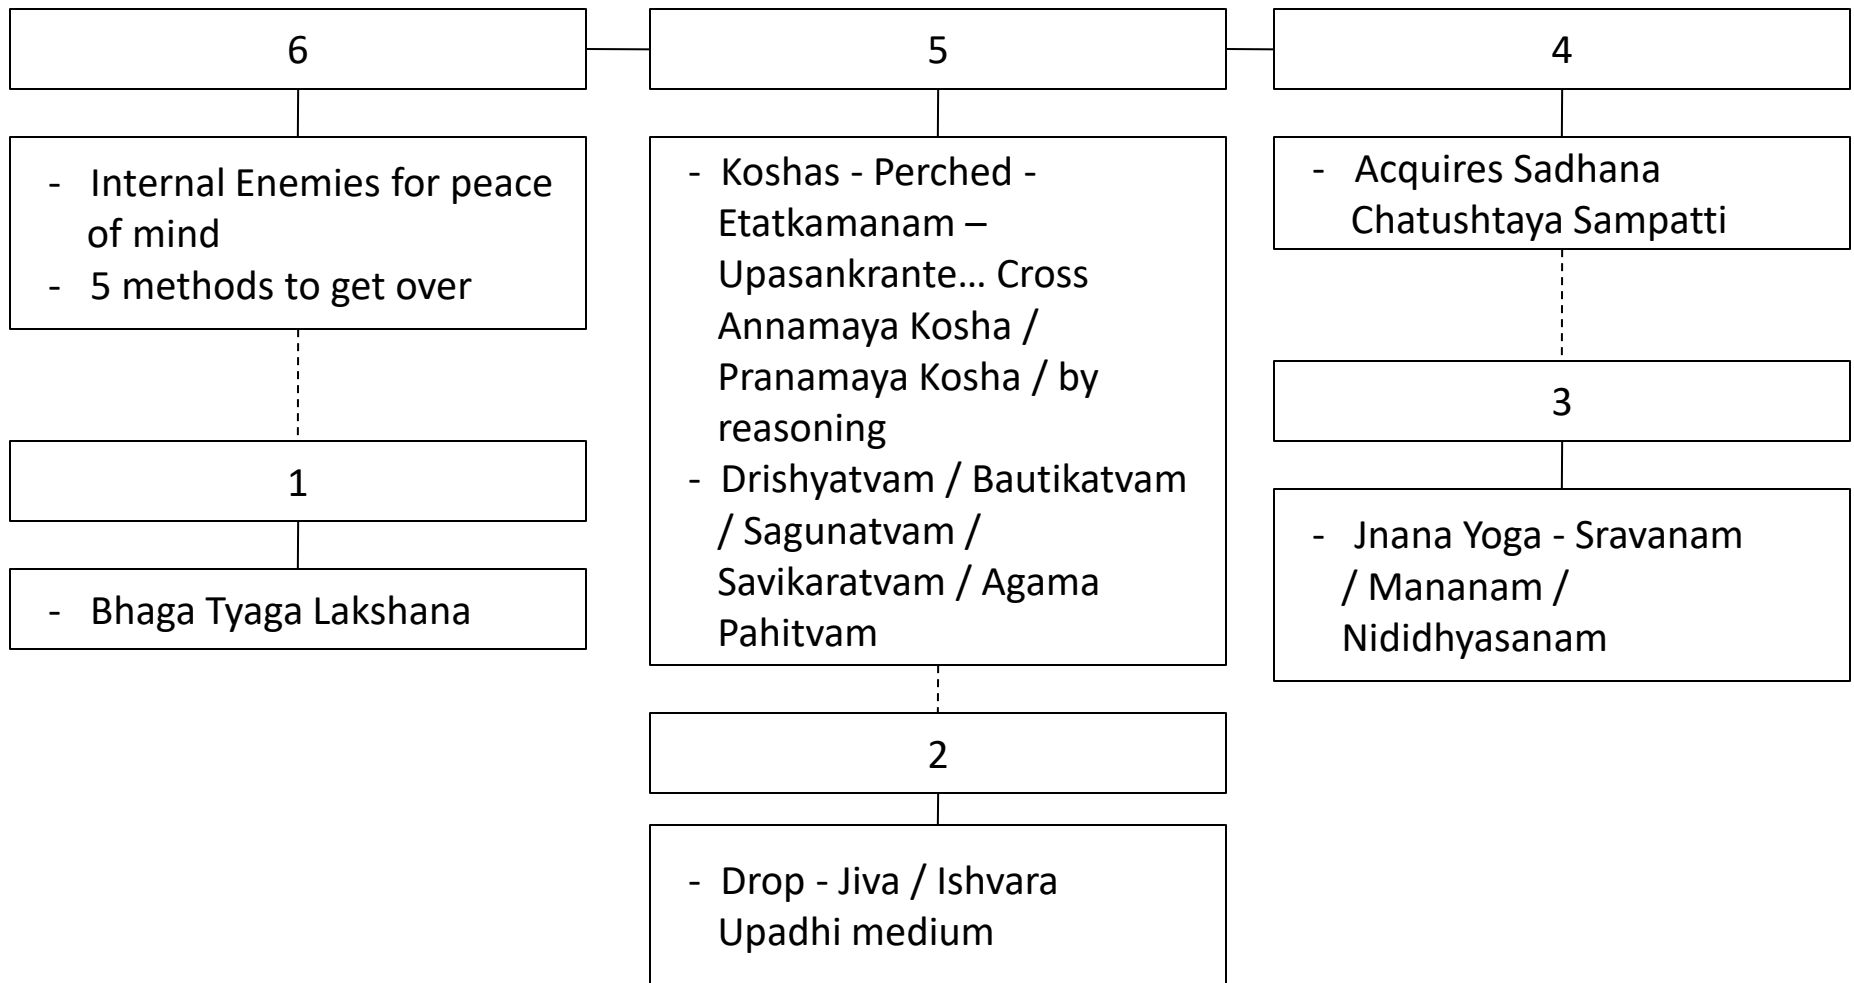 6
- Internal Enemies for peace
of mind
- 5 methods to get over
1
- Bhaga Tyaga Lakshana
5
- Koshas - Perched -
Etatkamanam –
Upasankrante... Cross
Annamaya Kosha /
Pranamaya Kosha / by
reasoning
- Drishyatvam / Bautikatvam
/ Sagunatvam /
Savikaratvam / Agama
Pahitvam
2
- Drop - Jiva / Ishvara
Upadhi medium
4
- Acquires Sadhana
Chatushtaya Sampatti
3
- Jnana Yoga - Sravanam
/ Mananam /
Nididhyasanam